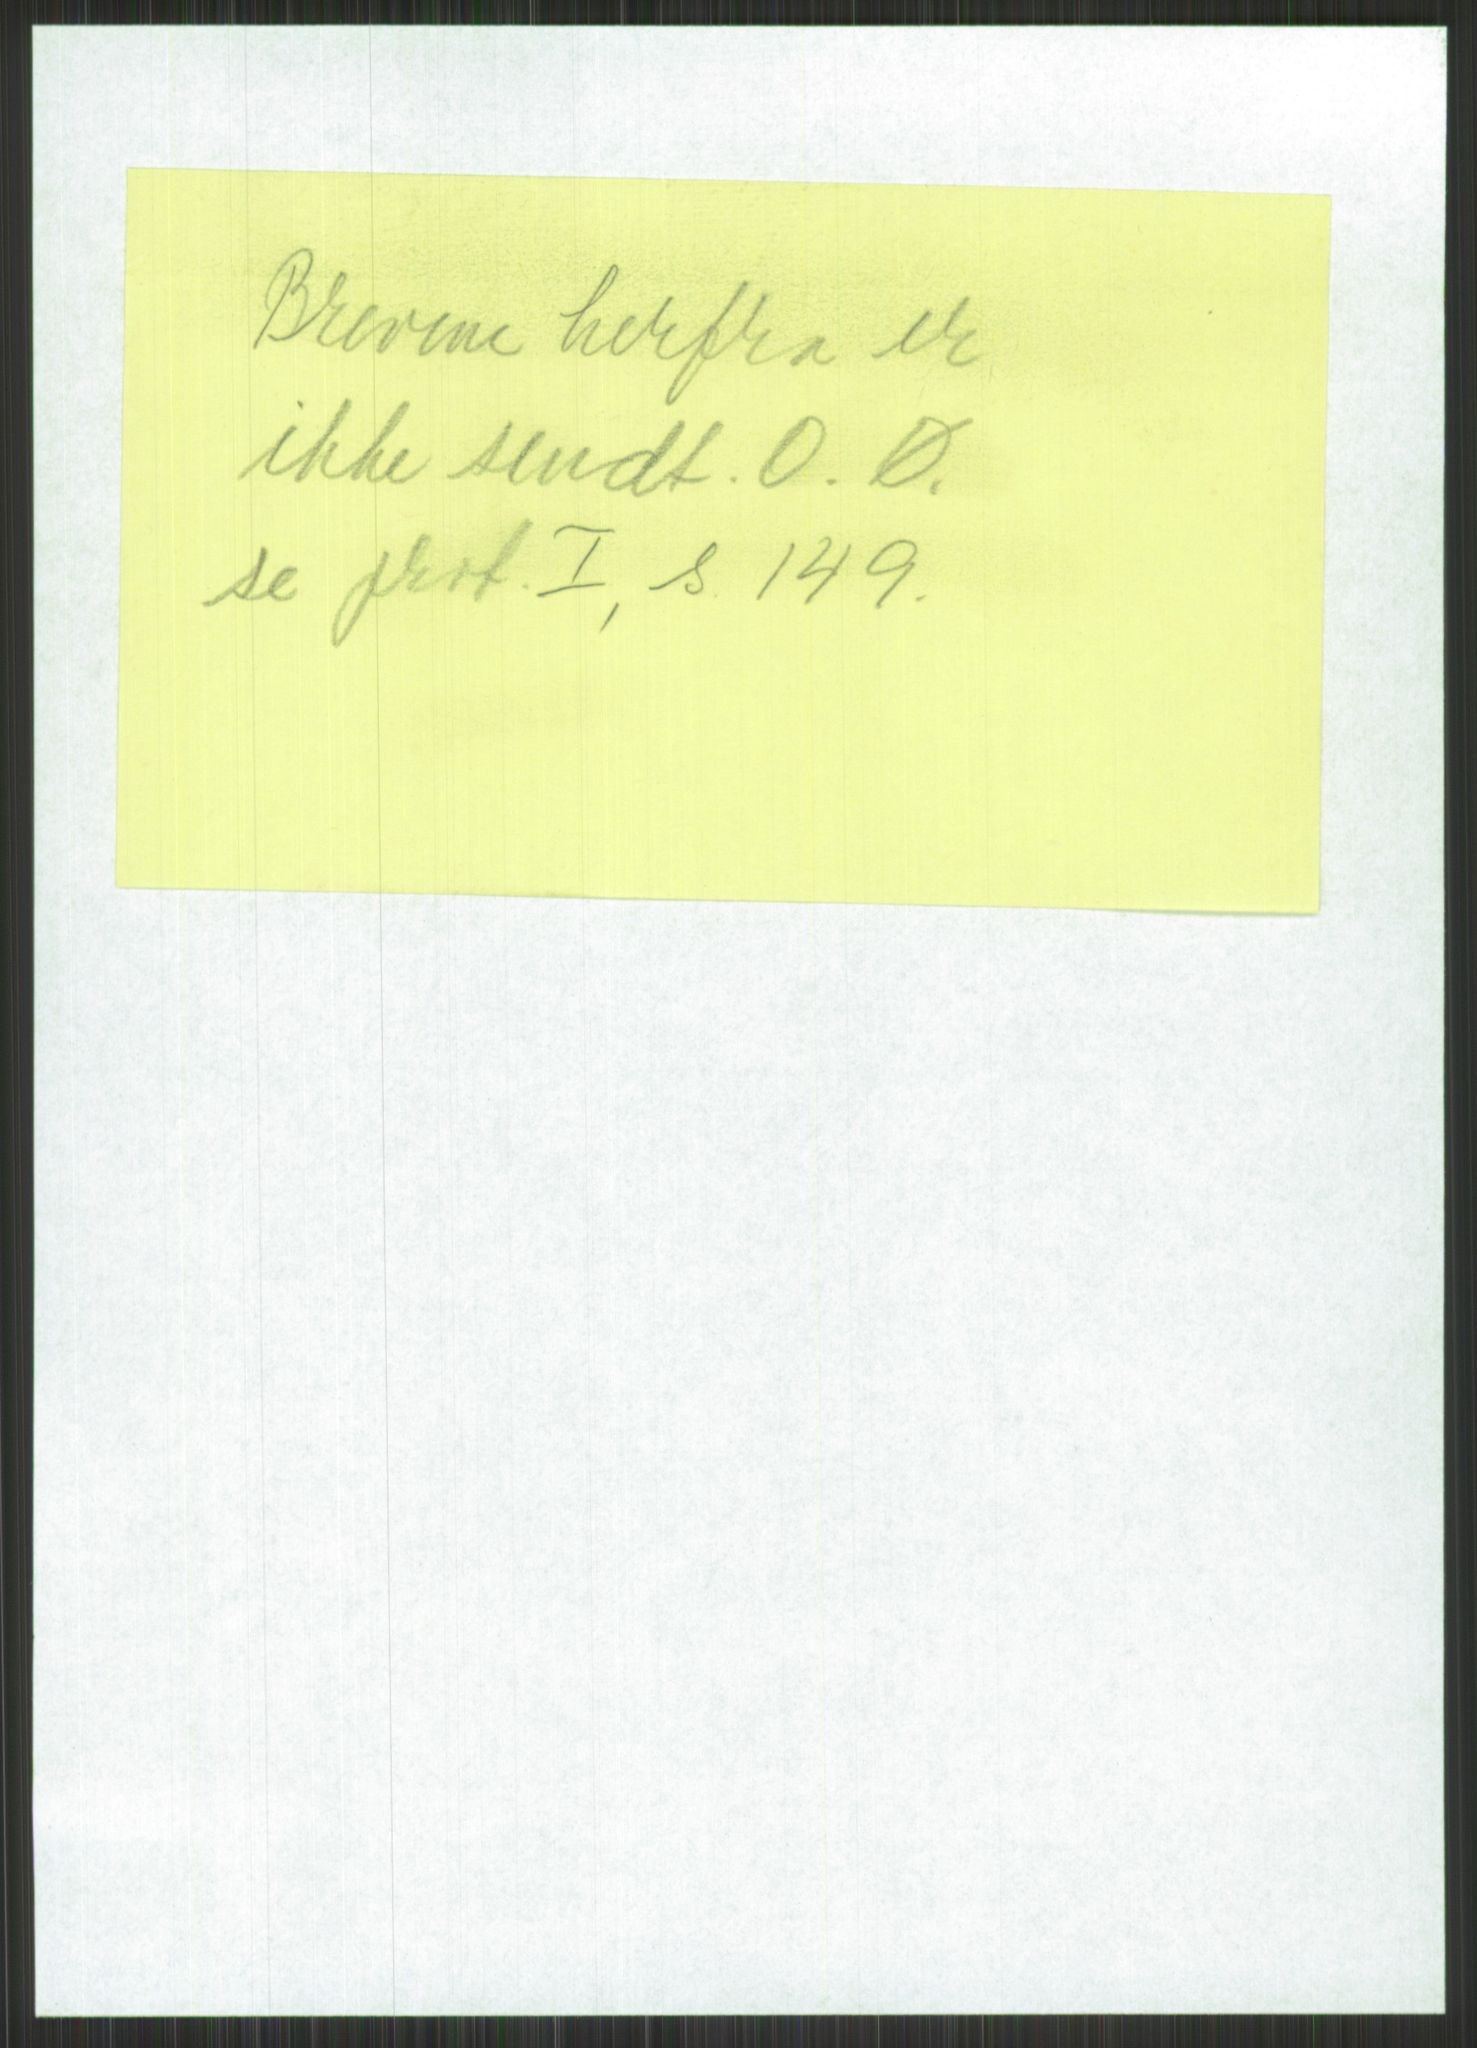 Brevene herfra er
ikke sendt. O. Ø.
se prot. I, s. 149.